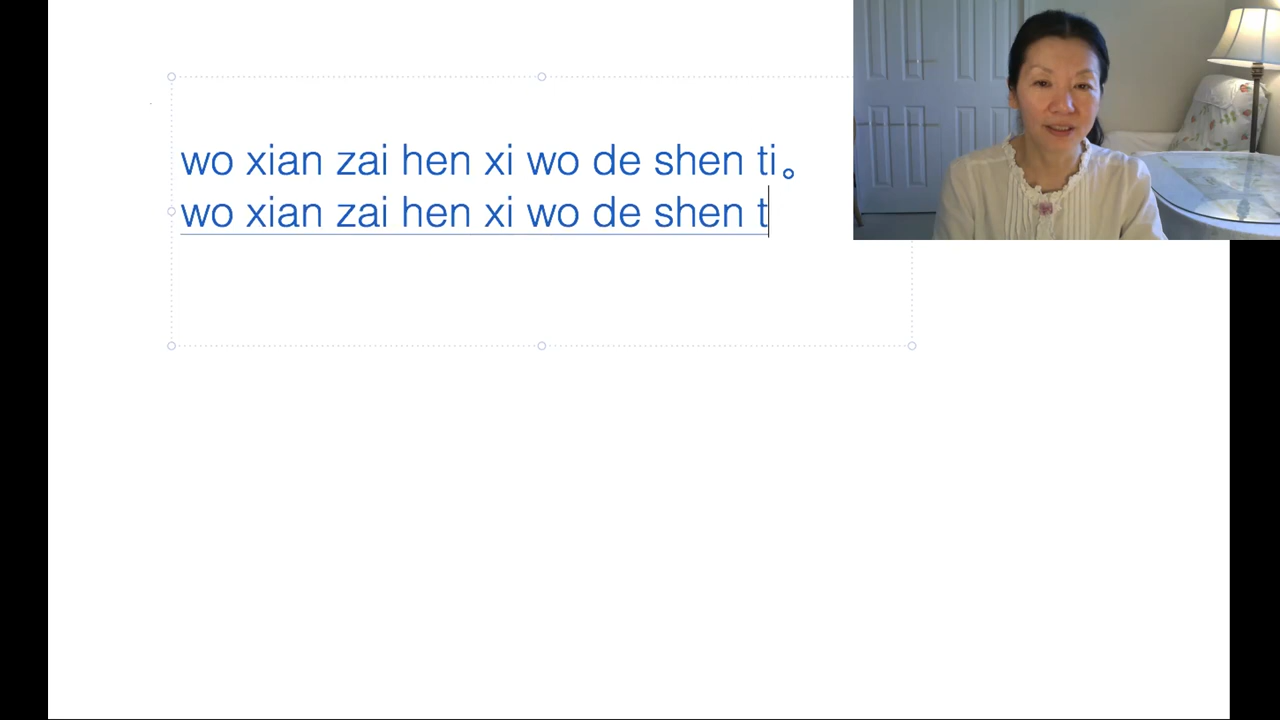 wo xian zai hen xi wo de shen ti。
wo xian zai hen xi wo de shen t